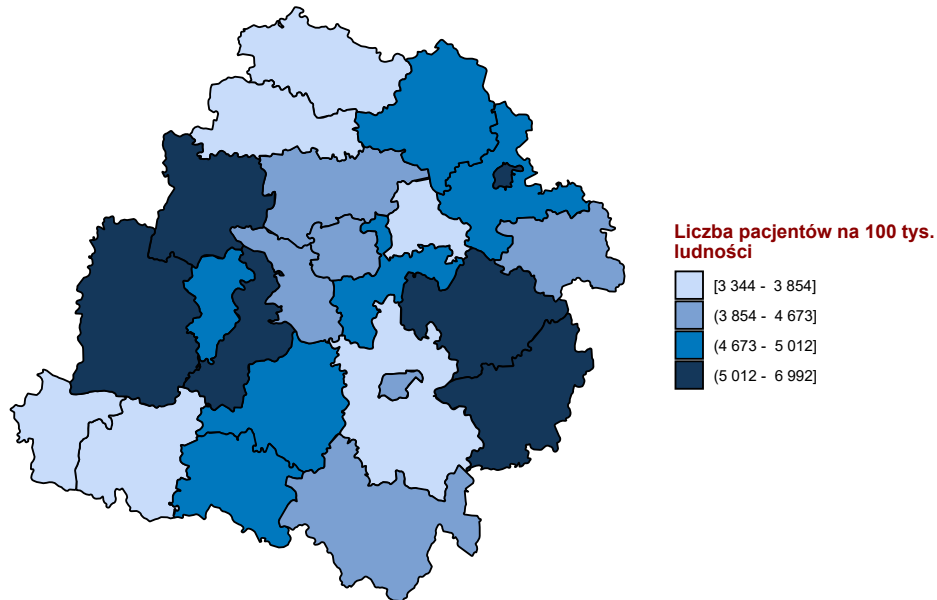 Liczba pacjentów na 100 tys.
ludności
[3 344 - 3 854]
(3 854 - 4 673]
(4 673 - 5 012]
(5 012 - 6 992]